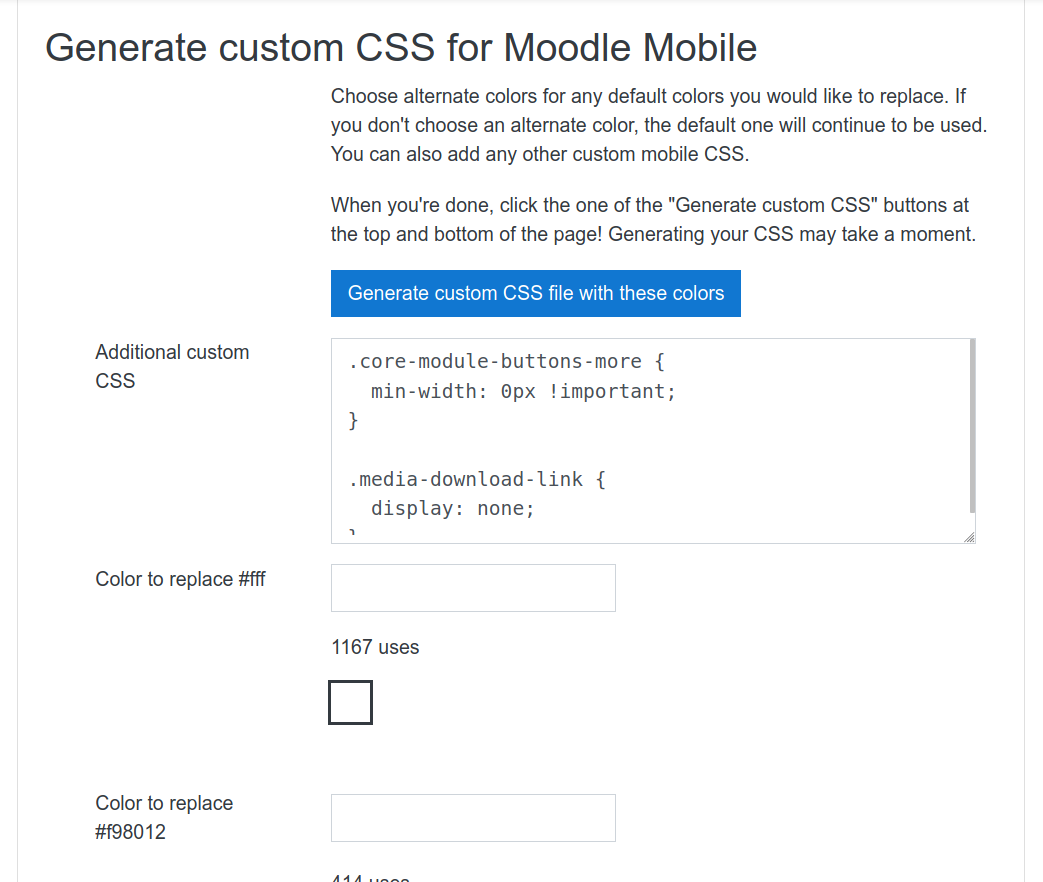 Generate custom CSS for Moodle Mobile
Choose alternate colors for any default colors you would like to replace. If
you don't choose an alternate color, the default one will continue to be used.
You can also add any other custom mobile CSS.
When you're done, click the one of the "Generate custom CSS" buttons at
the top and bottom of the page! Generating your CSS may take a moment.
Generate custom CSS file with these colors
Additional custom
CSS
.core-module-buttons-more {
  min-width: 0px !important;
}
.media-download-link {
  display: none;
}
Color to replace #fff
1167 uses
Color to replace
#f98012
414 uses